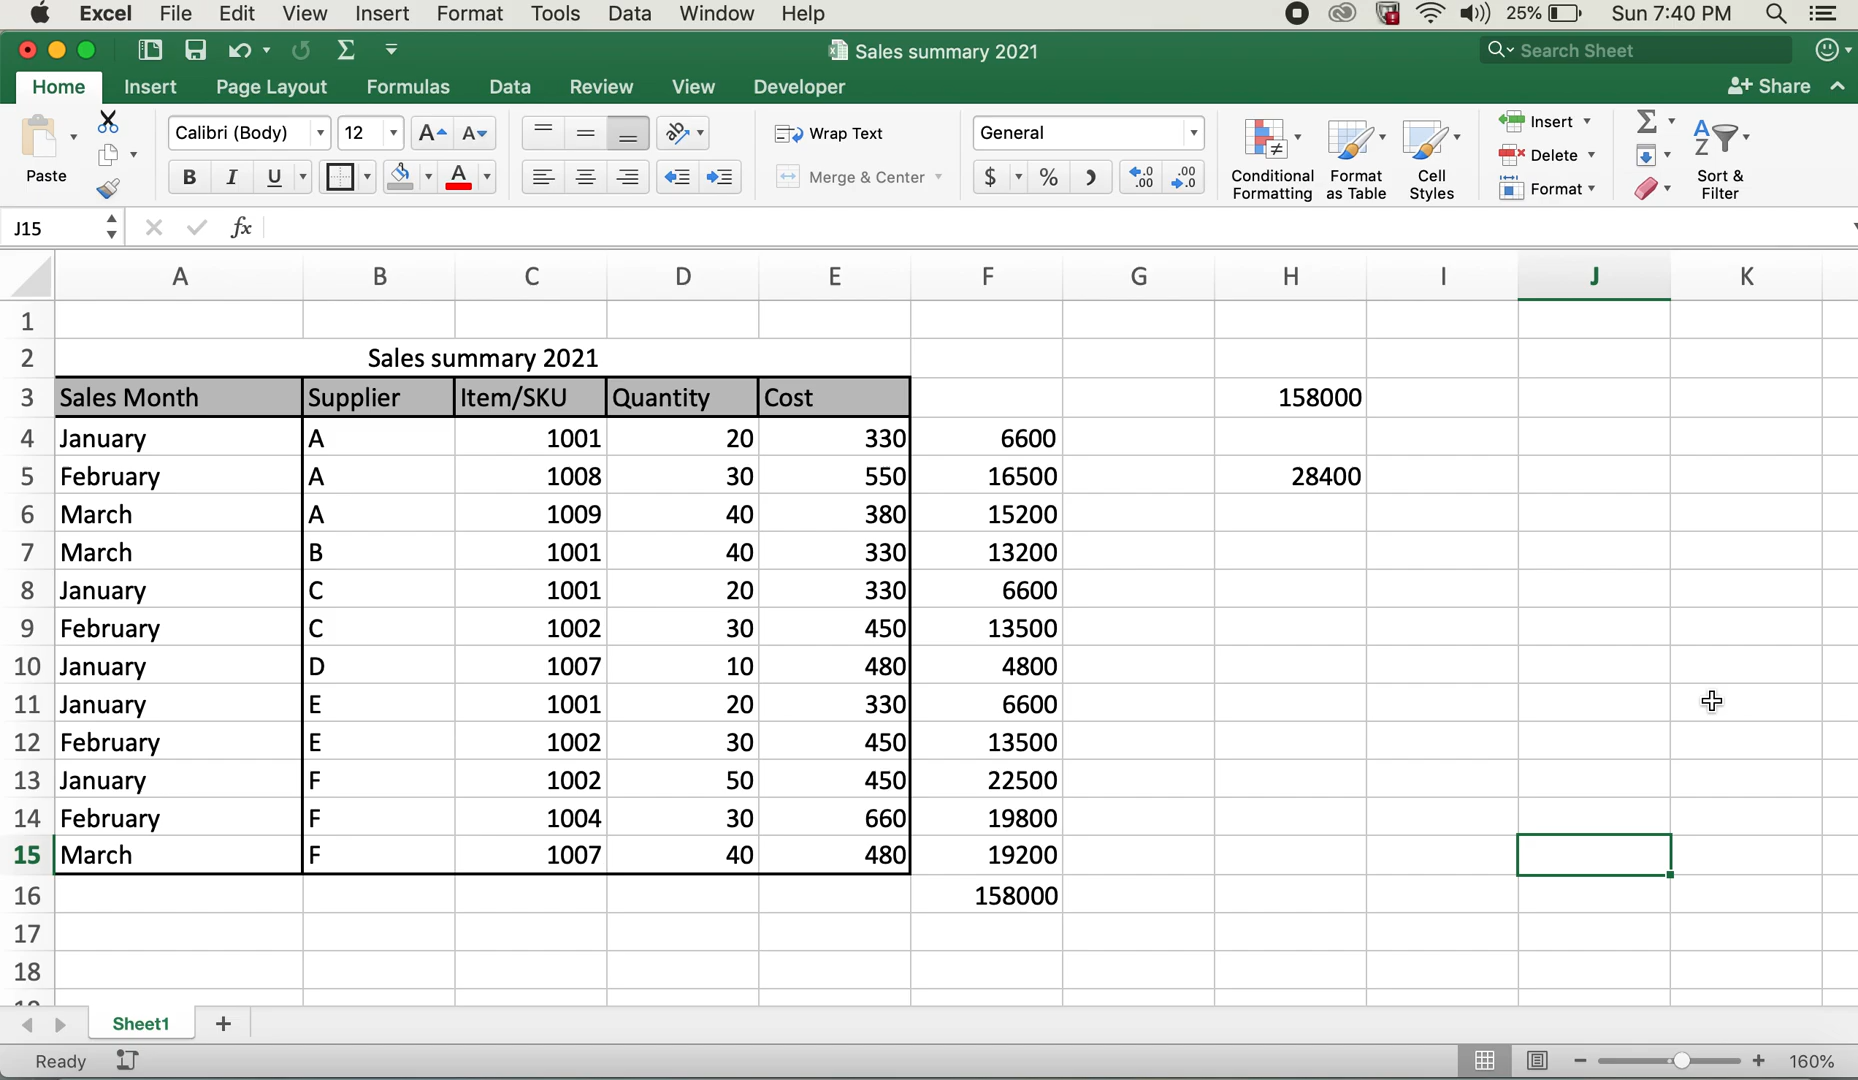 Excel File Edit View Insert Format Tools Data Window Help 25% Sun 7:40 PM
Sales summary 2021 Search Sheet
Home Insert Page Layout Formulas Data Review View Developer Share
Calibri (Body) 12 Wrap Text General Insert
Delete
Paste B I U A Merge & Center $ % Conditional Formatting Format as Table Cell Styles Format Sort & Filter
J15 fx
A B C D E F G H I J K
1
2 Sales summary 2021
3 Sales Month Supplier Item/SKU Quantity Cost 158000
4 January A 1001 20 330 6600
5 February A 1008 30 550 16500 28400
6 March A 1009 40 380 15200
7 March B 1001 40 330 13200
8 January C 1001 20 330 6600
9 February C 1002 30 450 13500
10 January D 1007 10 480 4800
11 January E 1001 20 330 6600
12 February E 1002 30 450 13500
13 January F 1002 50 450 22500
14 February F 1004 30 660 19800
15 March F 1007 40 480 19200
16 158000
17
18
Sheet1
Ready 160%